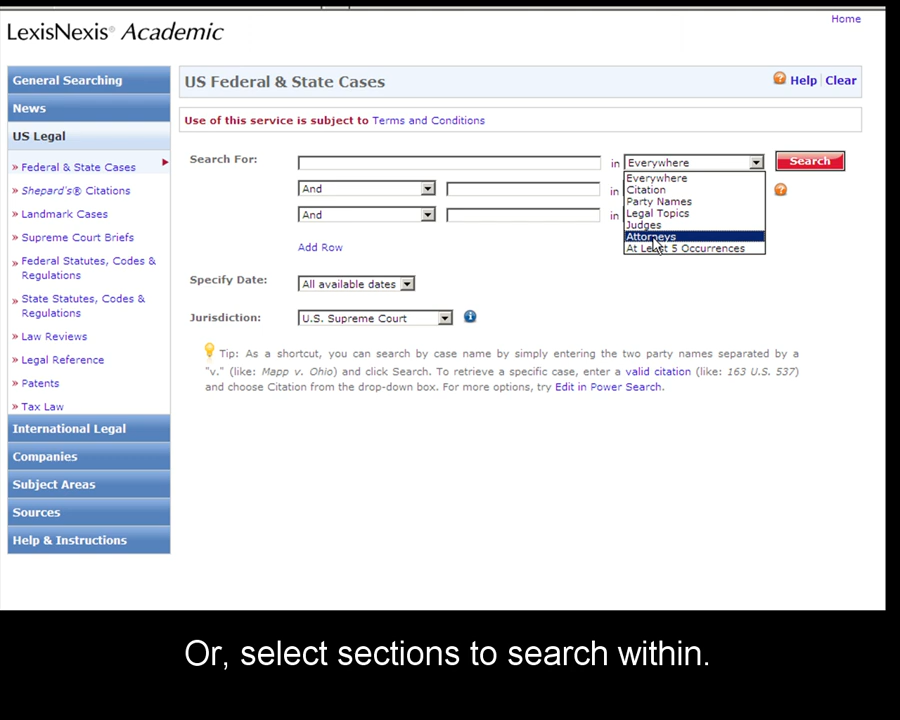 Home
LexisNexis® Academic
General Searching
News
US Legal
» Federal & State Cases
» Shepard's® Citations
» Landmark Cases
» Supreme Court Briefs
» Federal Statutes, Codes &
Regulations
» State Statutes, Codes &
Regulations
» Law Reviews
» Legal Reference
» Patents
» Tax Law
International Legal
Companies
Subject Areas
Sources
Help & Instructions
US Federal & State Cases
? Help | Clear
Use of this service is subject to Terms and Conditions
Search For: in Everywhere Search
Everywhere
Citation
Party Names
Legal Topics
Judges
Attorneys
At Least 5 Occurrences
And in ?
And in
Add Row
Specify Date: All available dates
Jurisdiction: U.S. Supreme Court i
Tip: As a shortcut, you can search by case name by simply entering the two party names separated by a
"v." (like: Mapp v. Ohio) and click Search. To retrieve a specific case, enter a valid citation (like: 163 U.S. 537)
and choose Citation from the drop-down box. For more options, try Edit in Power Search.
Or, select sections to search within.